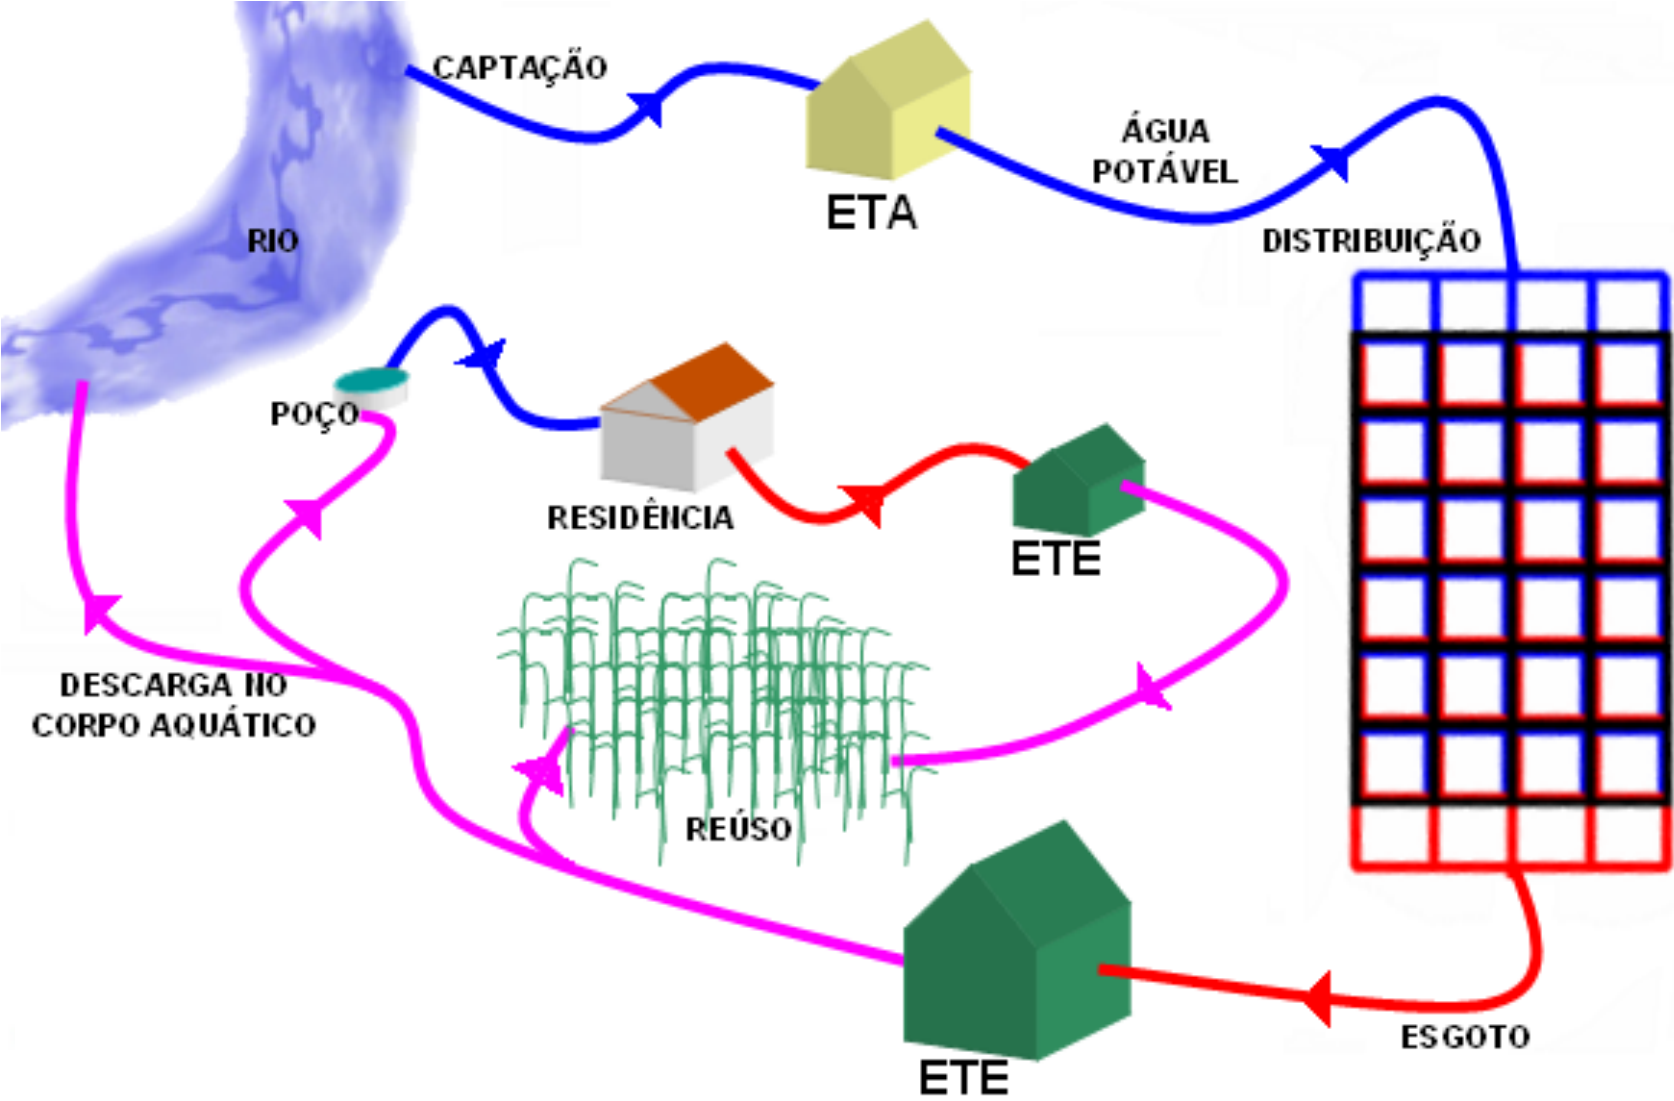 CAPTAÇÃO
ETA
ÁGUA
POTÁVEL
DISTRIBUIÇÃO
RIO
POÇO
RESIDÊNCIA
ETE
DESCARGA NO
CORPO AQUÁTICO
REÚSO
ETE
ESGOTO